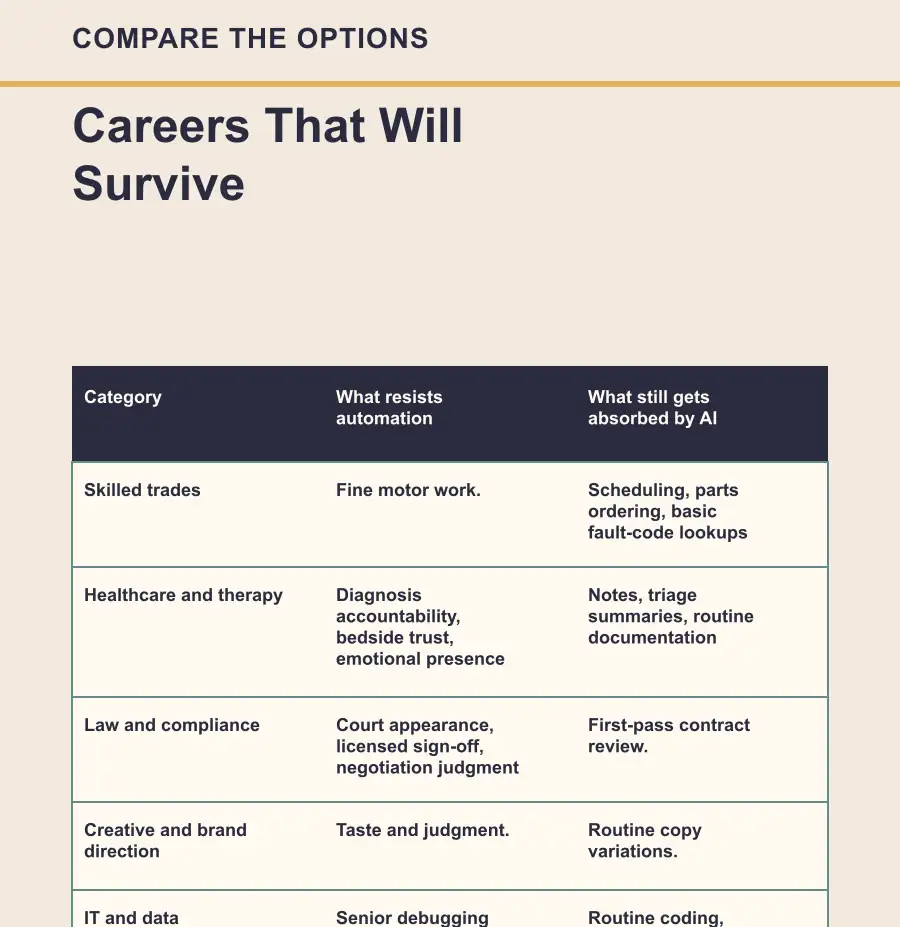 COMPARE THE OPTIONS
Careers That Will
Survive
Category
What resists
automation
What still gets
absorbed by AI
Skilled trades
Fine motor work.
Scheduling, parts
ordering, basic
fault-code lookups
Healthcare and therapy
Diagnosis
accountability,
bedside trust,
emotional presence
Notes, triage
summaries, routine
documentation
Law and compliance
Court appearance,
licensed sign-off,
negotiation judgment
First-pass contract
review.
Creative and brand
direction
Taste and judgment.
Routine copy
variations.
IT and data
Senior debugging
Routine coding,